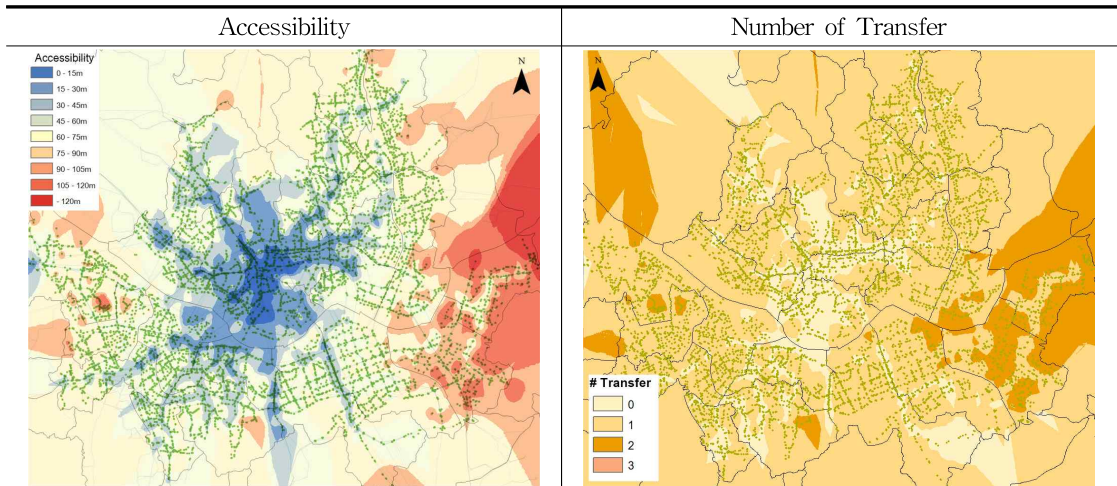 Accessibility
Number of Transfer
Accessibility
0 - 15m
15 - 30m
30 - 45m
45 - 60m
60 - 75m
75 - 90m
90 - 105m
105 - 120m
- 120m
N
N
# Transfer
0
1
2
3